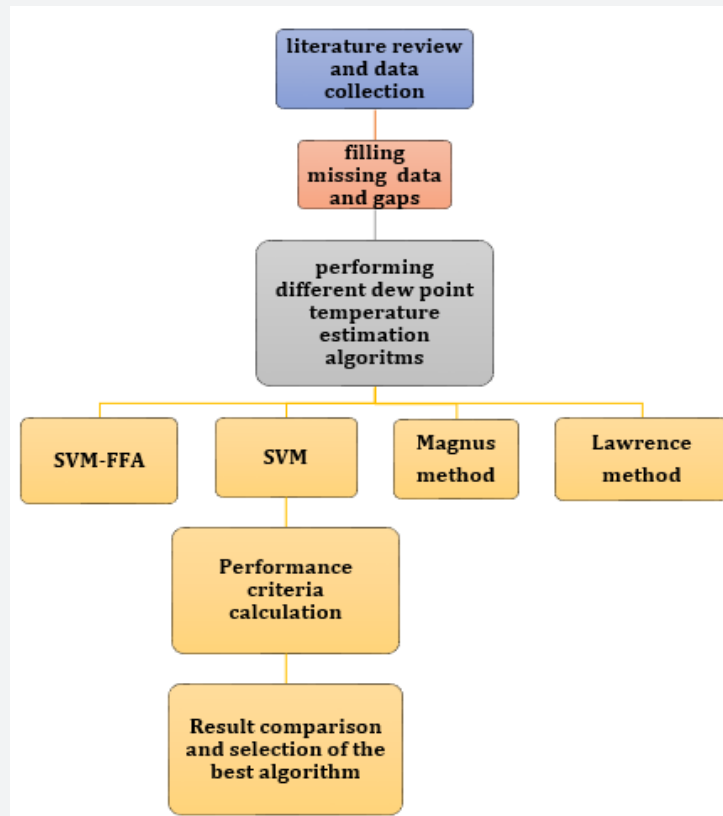 literature review
and data
collection
filling
missing data
and gaps
performing
different dew point
temperature
estimation
algoritms
SVM-FFA
SVM
Magnus
method
Lawrence
method
Performance
criteria
calculation
Result comparison
and selection of the
best algorithm